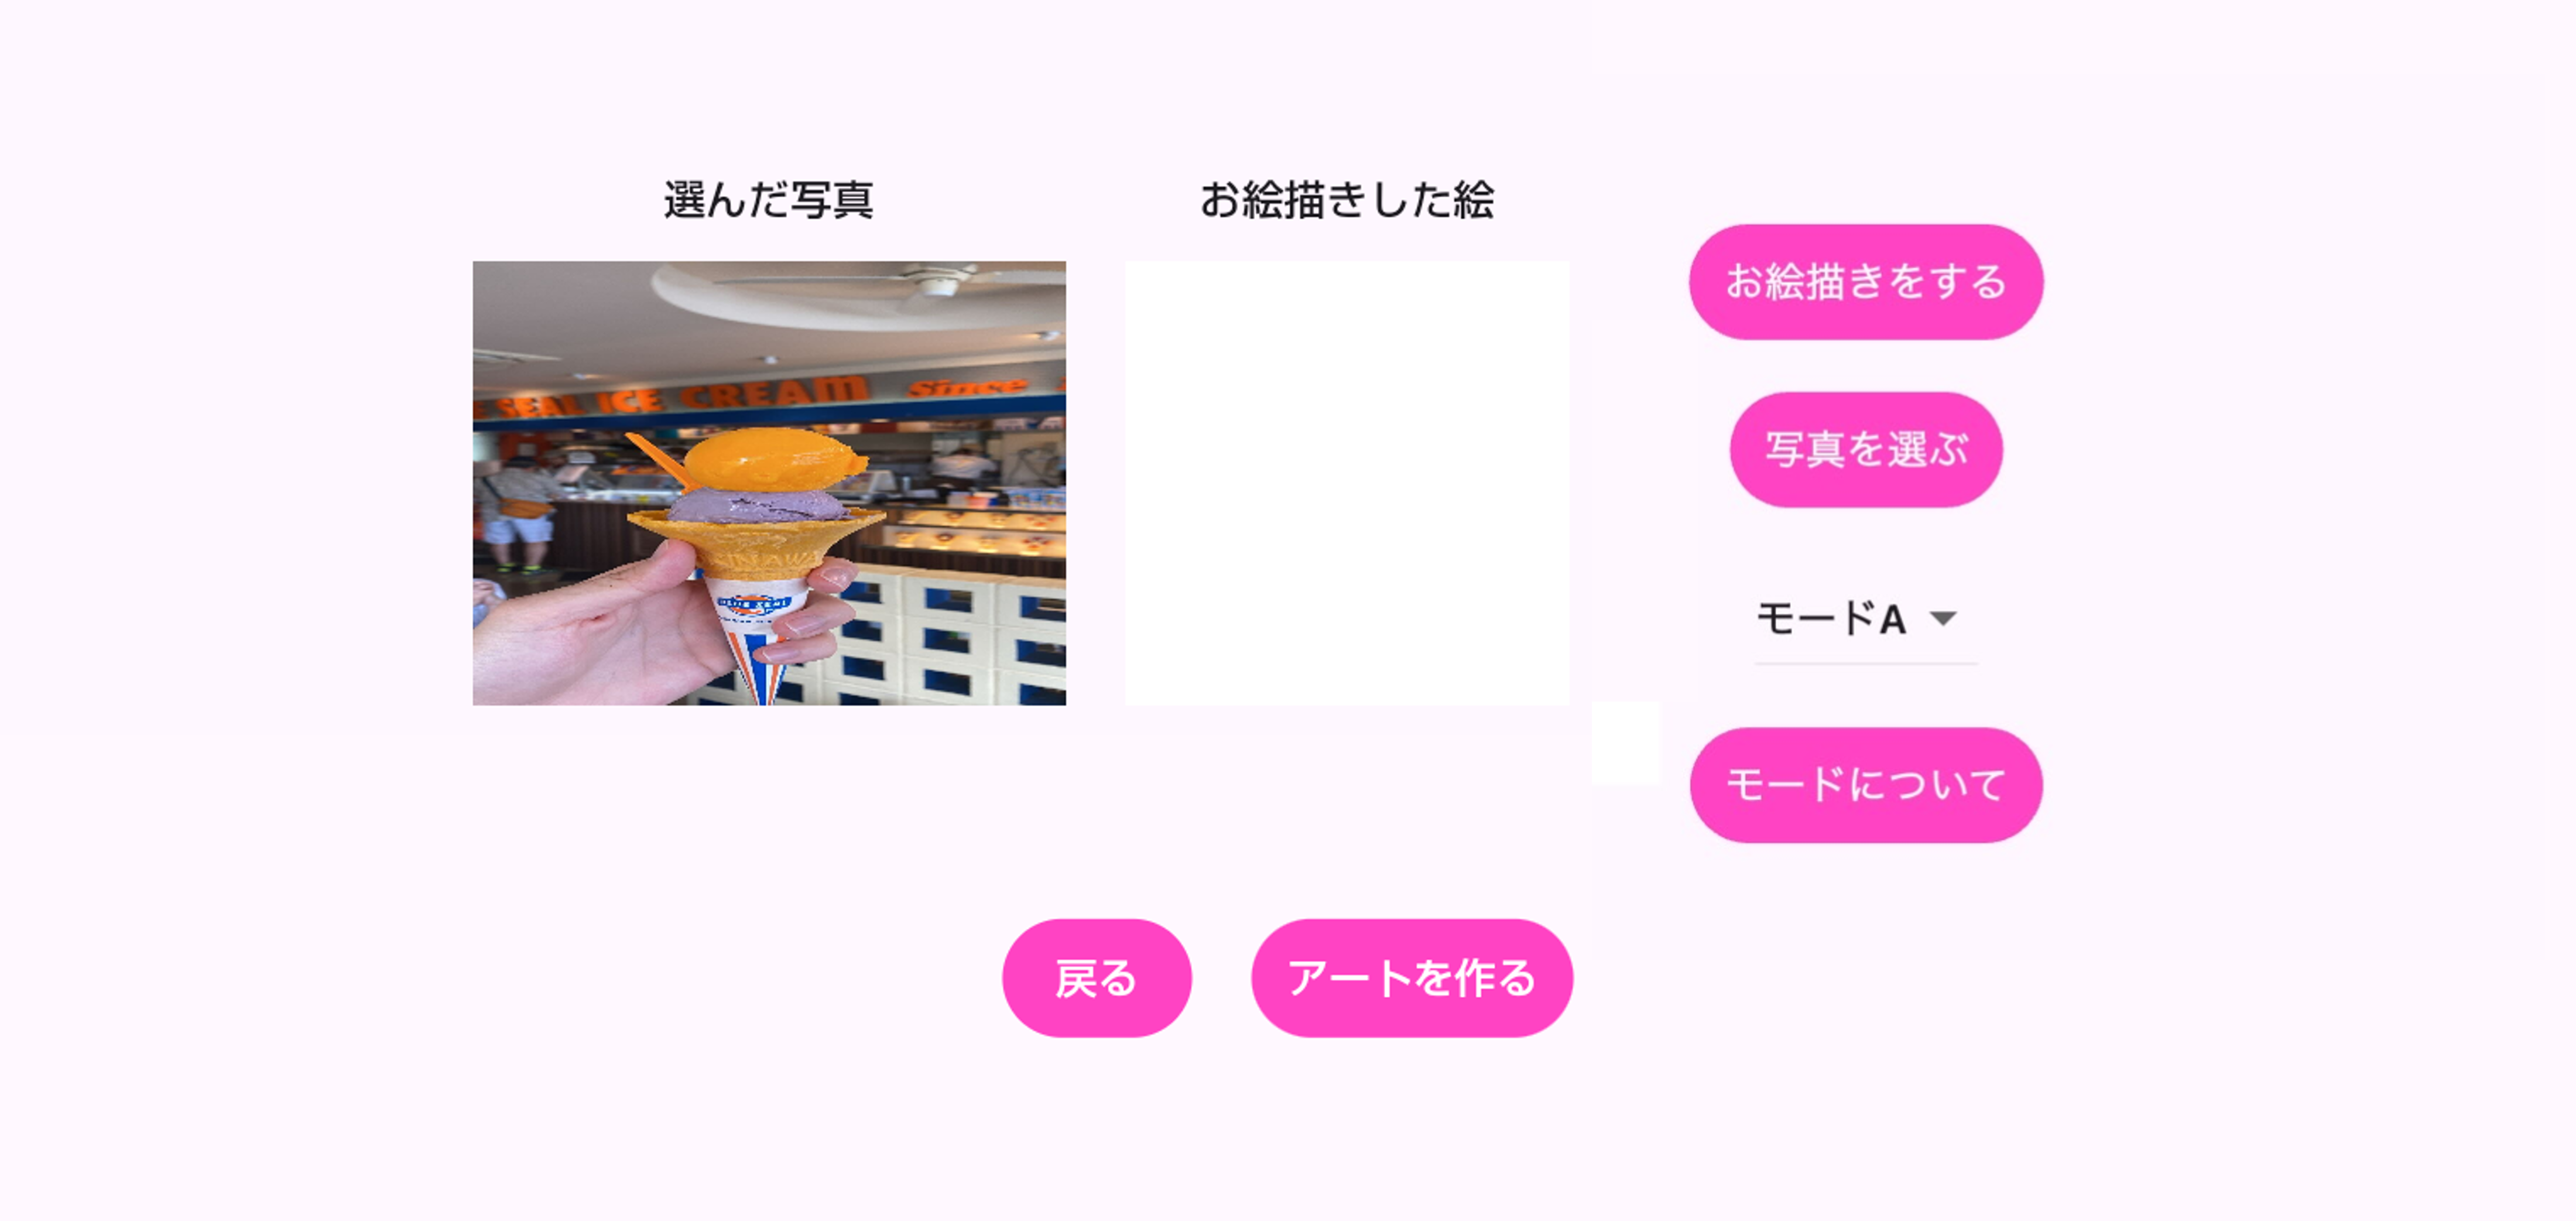 選んだ写真
お絵描きした絵
お絵描きをする
SEAL ICE CREAM Since
写真を選ぶ
モードA
BLUE SEAL
モードについて
戻る
アートを作る